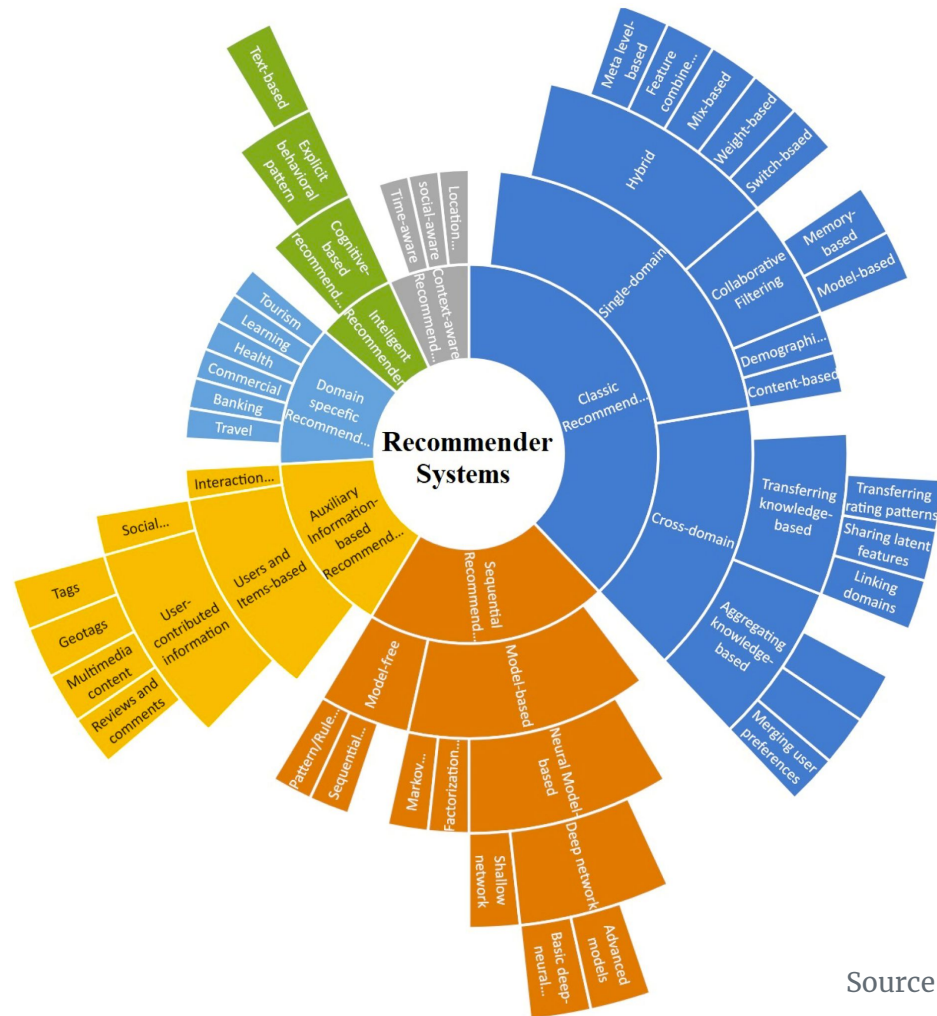 Recommender
Systems
Classic
Recommend...
Single-domain
Hybrid
Meta level-
based
Feature
combine...
Mix-based
Weight-based
Switch-bsaed
Collaborative
Filtering
Memory-
based
Model-based
Demographi...
Content-based
Cross-domain
Transferring
knowledge-
based
Transferring
rating patterns
Sharing latent
features
Linking
domains
Aggregating
knowledge-
based
Merging user
preferences
Sequential
Recommend...
Model-based
Neural Model-
based
Deep network
Advanced
models
Basic deep-
neural...
Shallow
network
Factorization...
Markov...
Model-free
Sequential...
Pattern/Rule...
Auxiliary
Information-
based
Recommend...
Users and
Items-based
User-
contributed
information
Reviews and
comments
Multimedia
content
Geotags
Tags
Social...
Interaction...
Domain
specefic
Recommend...
Travel
Banking
Commercial
Health
Learning
Tourism
Inteligent
Recommender
Cognitive-
based
recommend...
Explicit
behavioral
pattern
Text-based
Context-aware
Recommend...
Time-aware
social-aware
Location...
Source